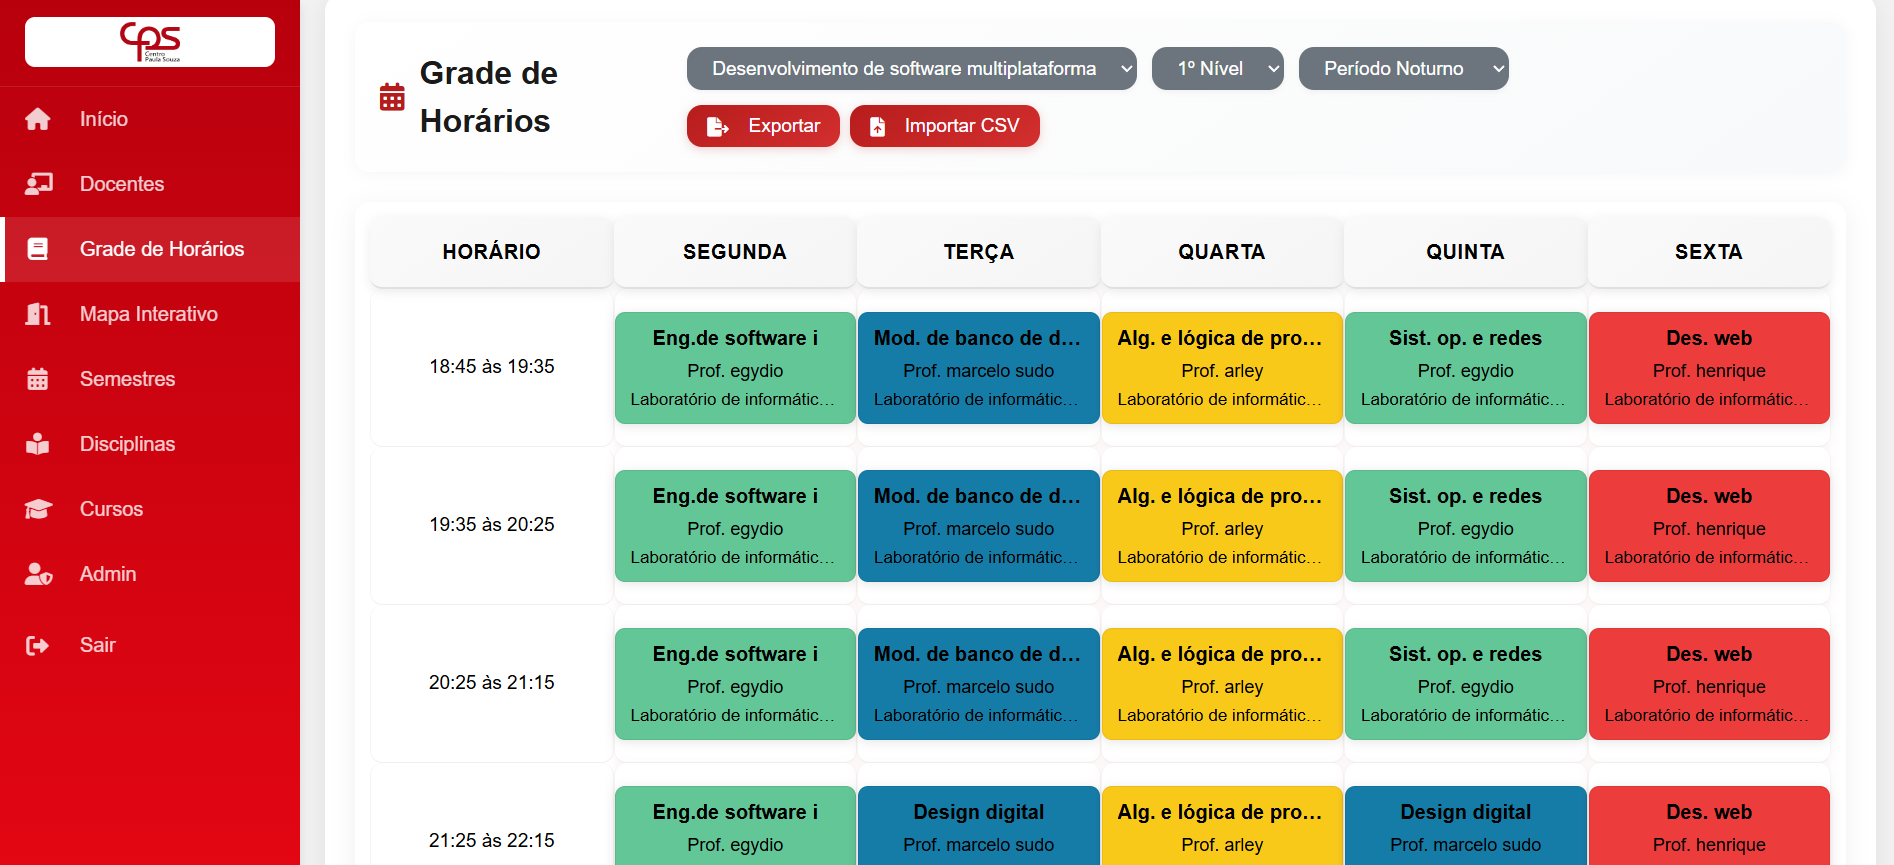 cps
Centro
Paula Souza
Início
Docentes
Grade de Horários
Mapa Interativo
Semestres
Disciplinas
Cursos
Admin
Sair
Grade de
Horários
Desenvolvimento de software multiplataforma
1º Nível
Período Noturno
Exportar
Importar CSV
HORÁRIO SEGUNDA TERÇA QUARTA QUINTA SEXTA
18:45 às 19:35
Eng.de software i
Prof. egydio
Laboratório de informátic…
Mod. de banco de d…
Prof. marcelo sudo
Laboratório de informátic…
Alg. e lógica de pro…
Prof. arley
Laboratório de informátic…
Sist. op. e redes
Prof. egydio
Laboratório de informátic…
Des. web
Prof. henrique
Laboratório de informátic…
19:35 às 20:25
Eng.de software i
Prof. egydio
Laboratório de informátic…
Mod. de banco de d…
Prof. marcelo sudo
Laboratório de informátic…
Alg. e lógica de pro…
Prof. arley
Laboratório de informátic…
Sist. op. e redes
Prof. egydio
Laboratório de informátic…
Des. web
Prof. henrique
Laboratório de informátic…
20:25 às 21:15
Eng.de software i
Prof. egydio
Laboratório de informátic…
Mod. de banco de d…
Prof. marcelo sudo
Laboratório de informátic…
Alg. e lógica de pro…
Prof. arley
Laboratório de informátic…
Sist. op. e redes
Prof. egydio
Laboratório de informátic…
Des. web
Prof. henrique
Laboratório de informátic…
21:25 às 22:15
Eng.de software i
Prof. egydio
Design digital
Prof. marcelo sudo
Alg. e lógica de pro…
Prof. arley
Design digital
Prof. marcelo sudo
Des. web
Prof. henrique